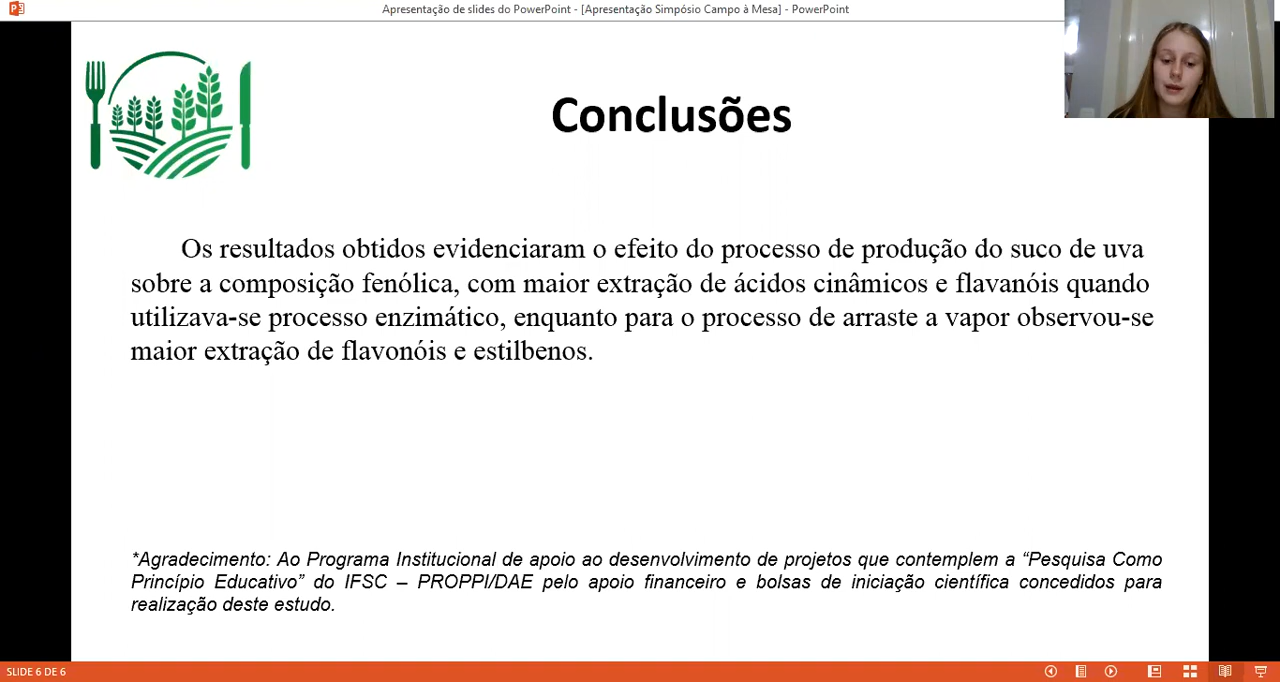 Apresentação de slides do PowerPoint - [Apresentação Simpósio Campo à Mesa] - PowerPoint
Conclusões
Os resultados obtidos evidenciaram o efeito do processo de produção do suco de uva
sobre a composição fenólica, com maior extração de ácidos cinâmicos e flavanóis quando
utilizava-se processo enzimático, enquanto para o processo de arraste a vapor observou-se
maior extração de flavonóis e estilbenos.
*Agradecimento: Ao Programa Institucional de apoio ao desenvolvimento de projetos que contemplem a “Pesquisa Como
Princípio Educativo” do IFSC – PROPPI/DAE pelo apoio financeiro e bolsas de iniciação científica concedidos para
realização deste estudo.
SLIDE 6 DE 6